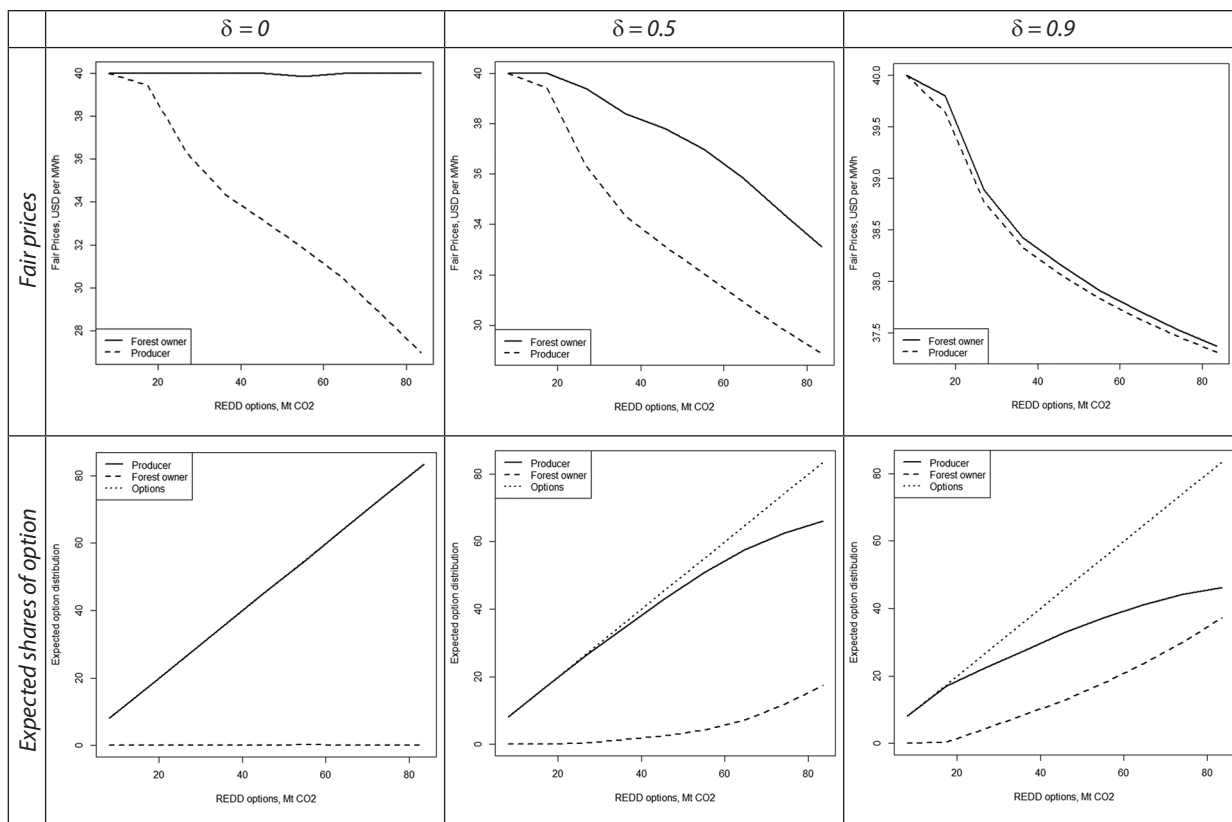 δ = 0
δ = 0.5
δ = 0.9
Fair prices
Fair Prices, USD per MWh
40
38
36
34
32
30
28
Forest owner
Producer
20
40
60
80
REDD options, Mt CO2
Fair Prices, USD per MWh
40
38
36
34
32
30
Forest owner
Producer
20
40
60
80
REDD options, Mt CO2
Fair Prices, USD per MWh
40.0
39.5
39.0
38.5
38.0
37.5
Forest owner
Producer
20
40
60
80
REDD options, Mt CO2
Expected shares of option
Expected option distribution
80
60
40
20
0
Producer
Forest owner
Options
20
40
60
80
REDD options, Mt CO2
Expected option distribution
80
60
40
20
0
Producer
Forest owner
Options
20
40
60
80
REDD options, Mt CO2
Expected option distribution
80
60
40
20
0
Producer
Forest owner
Options
20
40
60
80
REDD options, Mt CO2